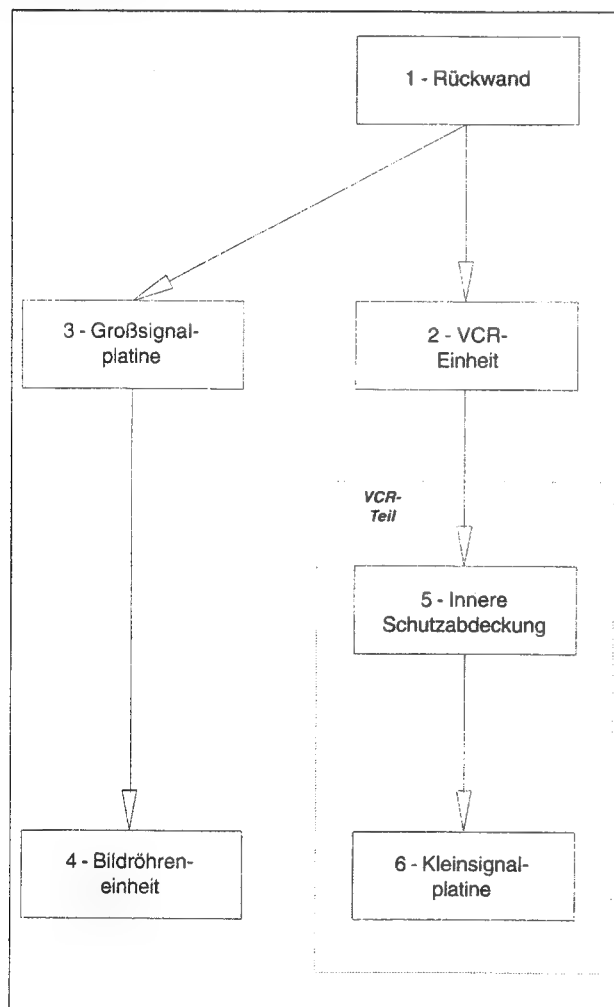 1 - Rückwand
3 - Großsignal-
platine
2 - VCR-
Einheit
VCR-
Teil
5 - Innere
Schutzabdeckung
4 - Bildröhren-
einheit
6 - Kleinsignal-
platine